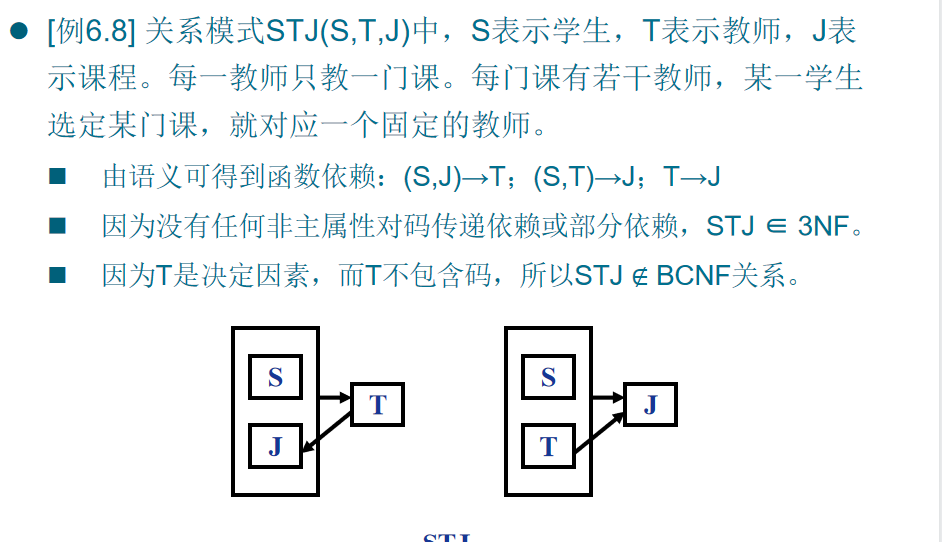 [例6.8] 关系模式STJ(S,T,J)中，S表示学生，T表示教师，J表
示课程。每一教师只教一门课。每门课有若干教师，某一学生
选定某门课，就对应一个固定的教师。
由语义可得到函数依赖：(S,J)→T；(S,T)→J；T→J
因为没有任何非主属性对码传递依赖或部分依赖，STJ ∈ 3NF。
因为T是决定因素，而T不包含码，所以STJ ∉ BCNF关系。
S
T
J
S
J
T
STJ